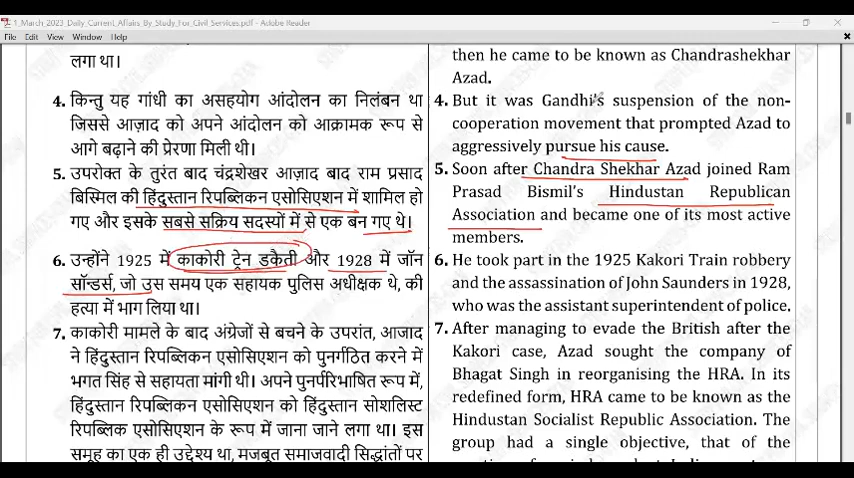 1_March_2023_Daily_Current_Affairs_By_Study_For_Civil_Services.pdf - Adobe Reader
File Edit View Window Help
लगा था।
4. किन्तु यह गांधी का असहयोग आंदोलन का निलंबन था
जिससे आज़ाद को अपने आंदोलन को आक्रामक रूप से
आगे बढ़ाने की प्रेरणा मिली थी।
5. उपरोक्त के तुरंत बाद चंद्रशेखर आज़ाद बाद राम प्रसाद
बिस्मिल की हिंदुस्तान रिपब्लिकन एसोसिएशन में शामिल हो
गए और इसके सबसे सक्रिय सदस्यों में से एक बन गए थे।
6. उन्होंने 1925 में काकोरी ट्रेन डकैती और 1928 में जॉन
सॉन्डर्स, जो उस समय एक सहायक पुलिस अधीक्षक थे, की
हत्या में भाग लिया था।
7. काकोरी मामले के बाद अंग्रेजों से बचने के उपरांत, आजाद
ने हिंदुस्तान रिपब्लिकन एसोसिएशन को पुनर्गठित करने में
भगत सिंह से सहायता मांगी थी। अपने पुनर्परिभाषित रूप में,
हिंदुस्तान रिपब्लिकन एसोसिएशन को हिंदुस्तान सोशलिस्ट
रिपब्लिक एसोसिएशन के रूप में जाना जाने लगा था। इस
समूह का एक ही उद्देश्य था, मजबूत समाजवादी सिद्धांतों पर
then he came to be known as Chandrashekhar
Azad.
4. But it was Gandhi's suspension of the non-
cooperation movement that prompted Azad to
aggressively pursue his cause.
5. Soon after Chandra Shekhar Azad joined Ram
Prasad Bismil's Hindustan Republican
Association and became one of its most active
members.
6. He took part in the 1925 Kakori Train robbery
and the assassination of John Saunders in 1928,
who was the assistant superintendent of police.
7. After managing to evade the British after the
Kakori case, Azad sought the company of
Bhagat Singh in reorganising the HRA. In its
redefined form, HRA came to be known as the
Hindustan Socialist Republic Association. The
group had a single objective, that of the